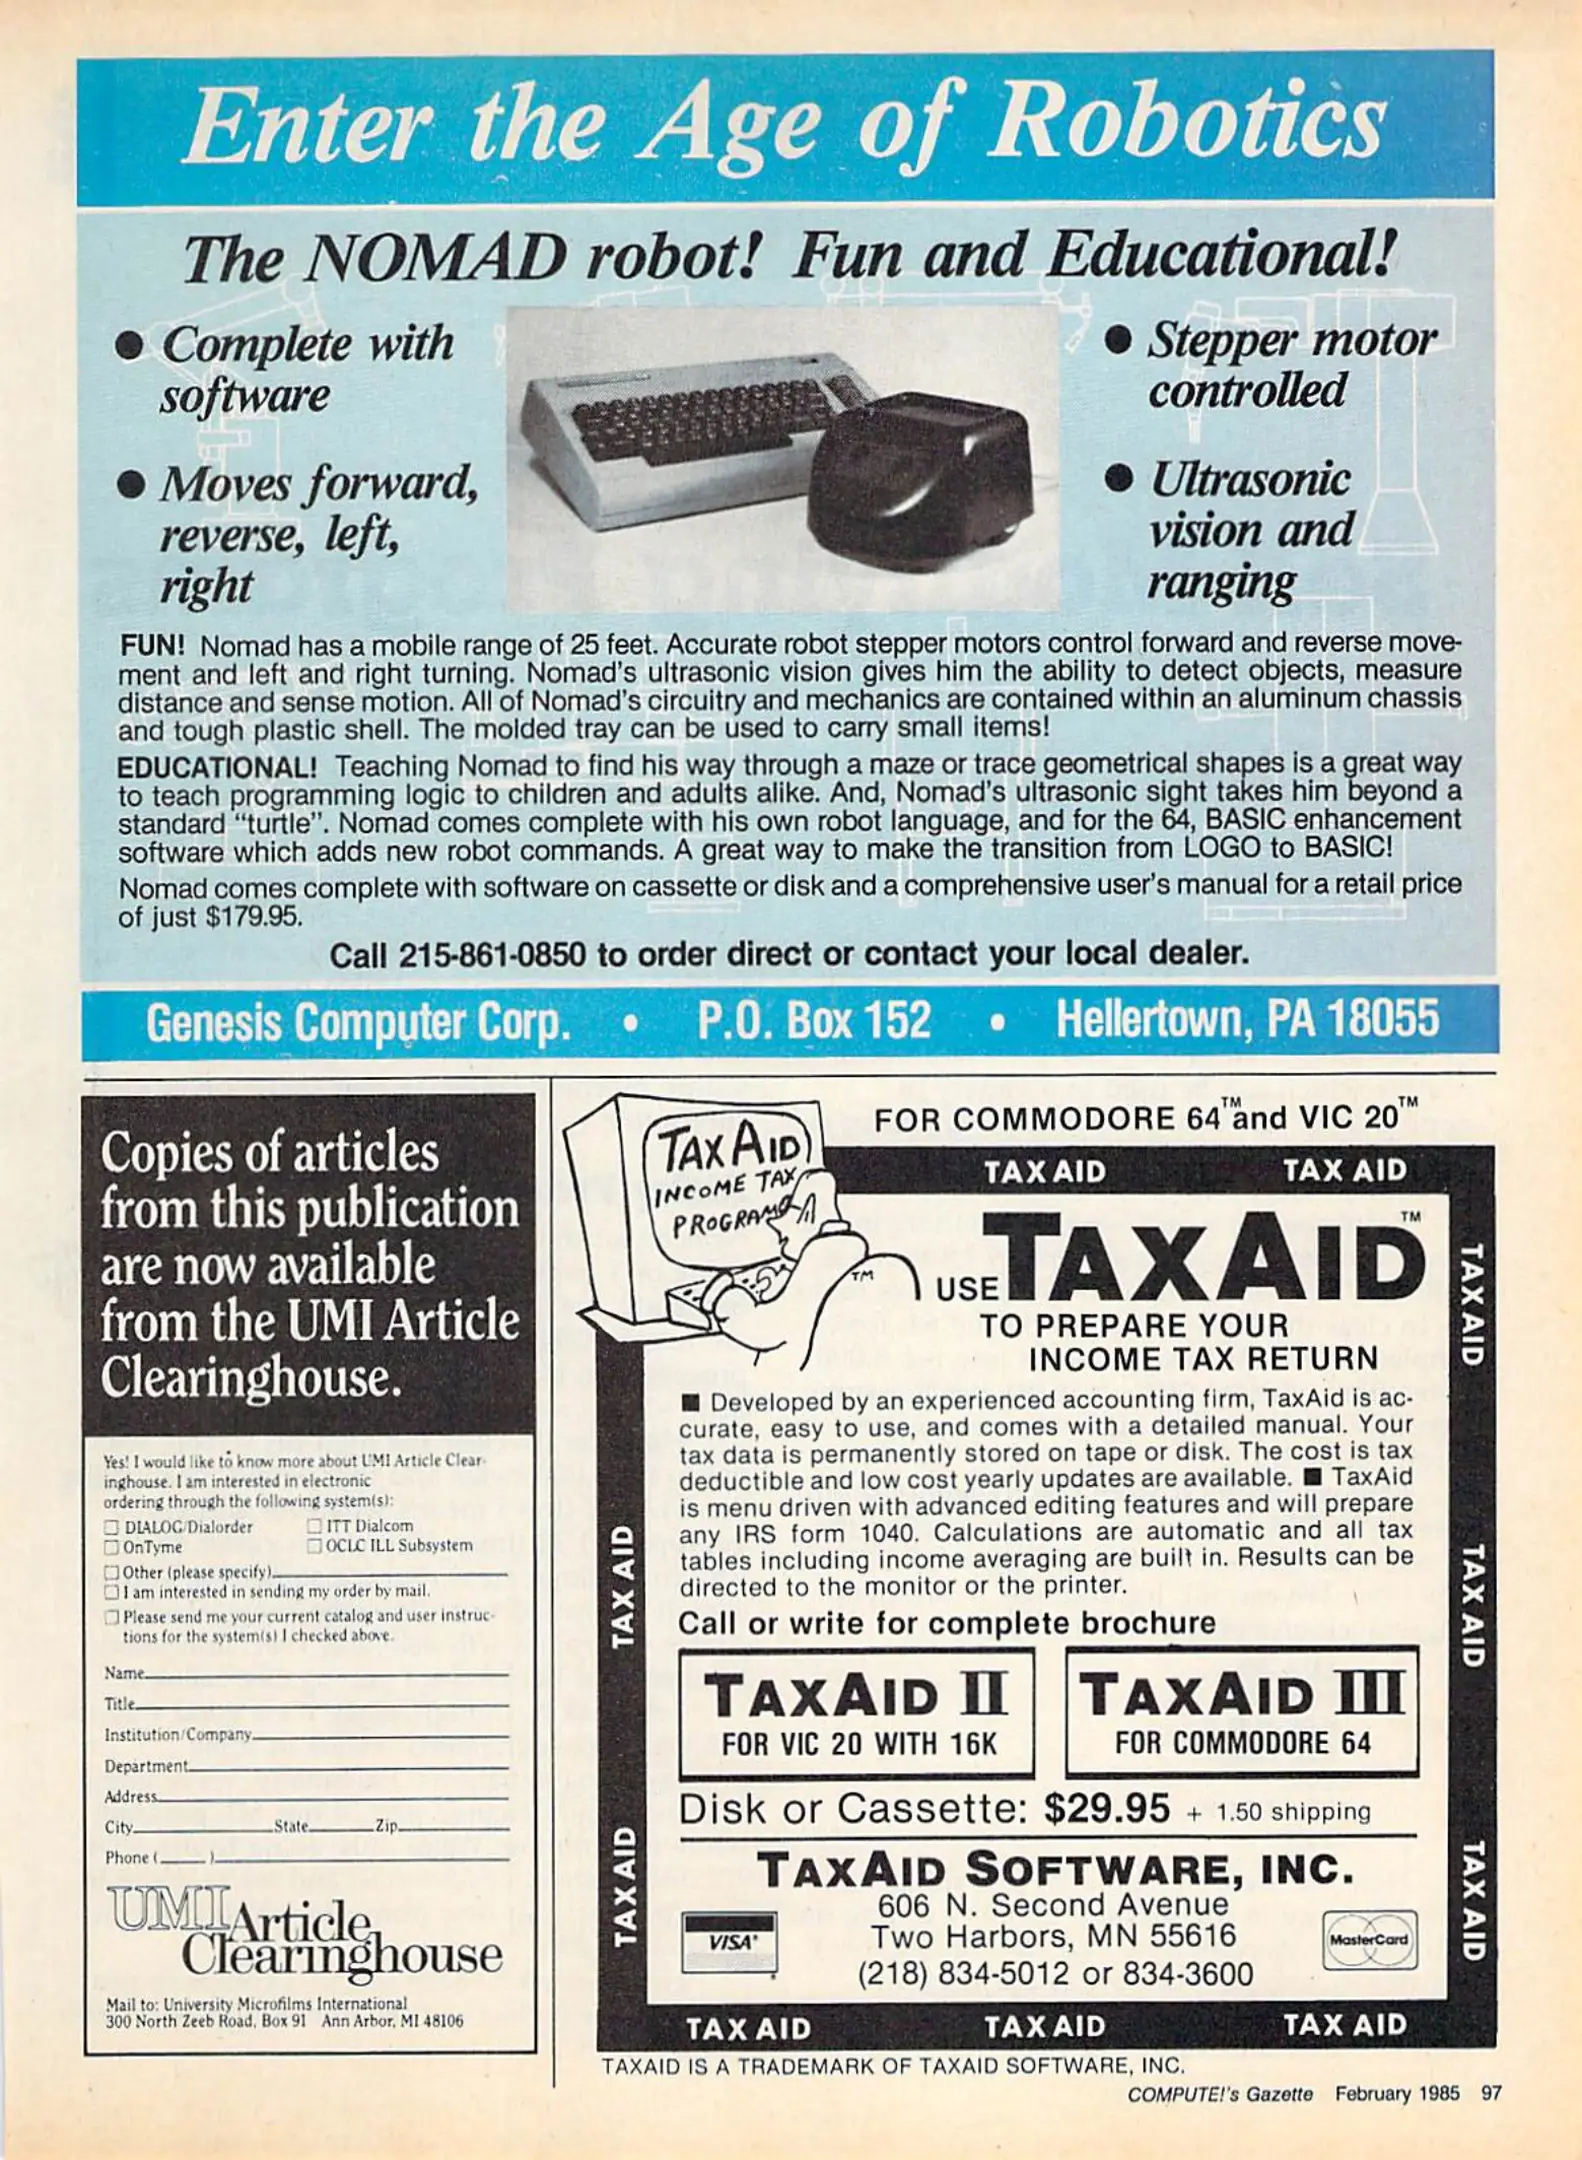 Enter the Age of Robotics
The NOMAD robot! Fun and Educational!
● Complete with
software
● Moves forward,
reverse, left,
right
● Stepper motor
controlled
● Ultrasonic
vision and
ranging
FUN! Nomad has a mobile range of 25 feet. Accurate robot stepper motors control forward and reverse move-
ment and left and right turning. Nomad's ultrasonic vision gives him the ability to detect objects, measure
distance and sense motion. All of Nomad's circuitry and mechanics are contained within an aluminum chassis
and tough plastic shell. The molded tray can be used to carry small items!
EDUCATIONAL! Teaching Nomad to find his way through a maze or trace geometrical shapes is a great way
to teach programming logic to children and adults alike. And, Nomad's ultrasonic sight takes him beyond a
standard "turtle". Nomad comes complete with his own robot language, and for the 64, BASIC enhancement
software which adds new robot commands. A great way to make the transition from LOGO to BASIC!
Nomad comes complete with software on cassette or disk and a comprehensive user's manual for a retail price
of just $179.95.
Call 215-861-0850 to order direct or contact your local dealer.
Genesis Computer Corp. • P.O. Box 152 • Hellertown, PA 18055
Copies of articles
from this publication
are now available
from the UMI Article
Clearinghouse.
Yes! I would like to know more about UMI Article Clear-
inghouse. I am interested in electronic
ordering through the following system(s):
☐ DIALOG/Dialorder ☐ ITT Dialcom
☐ OnTyme ☐ OCLC ILL Subsystem
☐ Other (please specify)
☐ I am interested in sending my order by mail.
☐ Please send me your current catalog and user instruc-
tions for the system(s) I checked above.
Name
Title
Institution/Company
Department
Address
City State Zip
Phone ( )
UMI Article
Clearinghouse
Mail to: University Microfilms International
300 North Zeeb Road, Box 91 Ann Arbor, MI 48106
TAX AID
INCOME TAX
PROGRAM
TM
FOR COMMODORE 64™ and VIC 20™
TAX AID TAX AID
USE TAXAID™
TO PREPARE YOUR
INCOME TAX RETURN
■ Developed by an experienced accounting firm, TaxAid is ac-
curate, easy to use, and comes with a detailed manual. Your
tax data is permanently stored on tape or disk. The cost is tax
deductible and low cost yearly updates are available. ■ TaxAid
is menu driven with advanced editing features and will prepare
any IRS form 1040. Calculations are automatic and all tax
tables including income averaging are built in. Results can be
directed to the monitor or the printer.
Call or write for complete brochure
TAXAID II
FOR VIC 20 WITH 16K
TAXAID III
FOR COMMODORE 64
Disk or Cassette: $29.95 + 1.50 shipping
TAXAID SOFTWARE, INC.
606 N. Second Avenue
Two Harbors, MN 55616
(218) 834-5012 or 834-3600
VISA
MasterCard
TAX AID
TAX AID
TAX AID
TAX AID
TAX AID
TAX AID TAX AID TAX AID
TAXAID IS A TRADEMARK OF TAXAID SOFTWARE, INC.
COMPUTE!'s Gazette February 1985 97